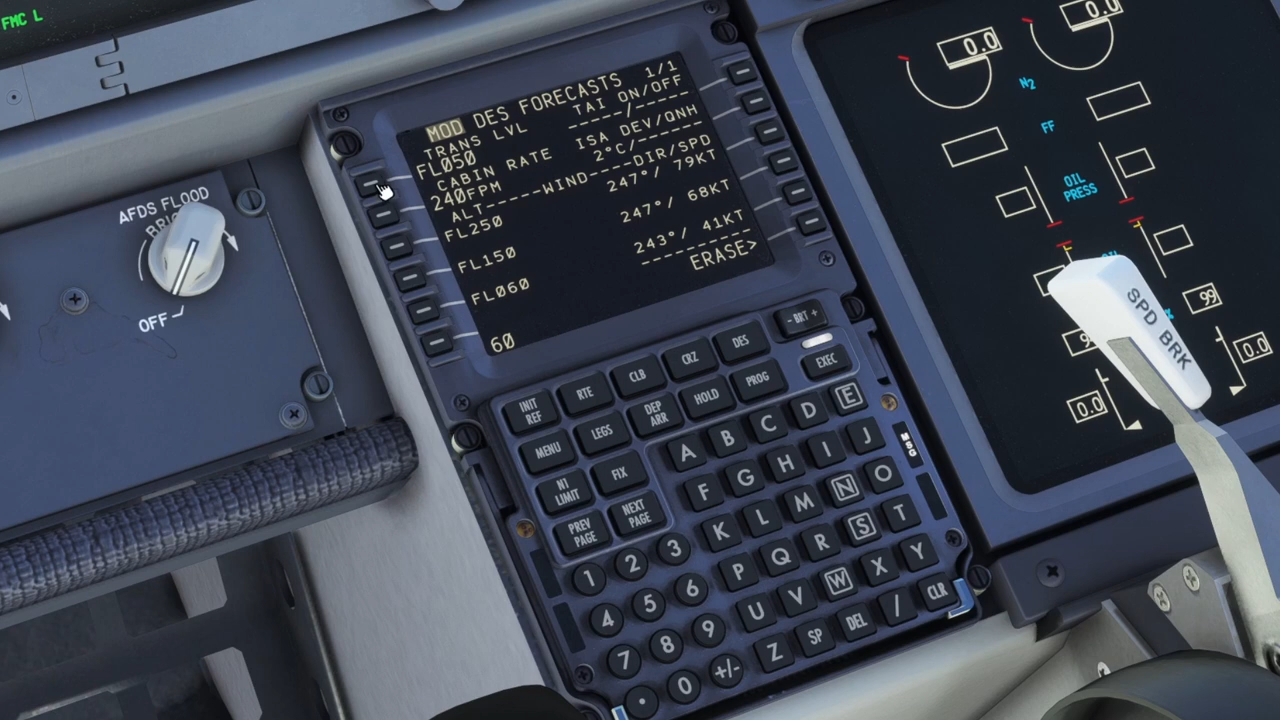 FMC L
AFDS FLOOD
OFF
MOD DES FORECASTS 1/1
TRANS LVL TAI ON/OFF
FL050 -----/-----
CABIN RATE ISA DEV/QNH
240FPM 2°C/-----
ALT------WIND----DIR/SPD
FL250 247°/ 79KT
FL150 247°/ 68KT
FL060 243°/ 41KT
ERASE>
60
- BRT +
INIT REF RTE CLB CRZ DES
EXEC
MENU LEGS DEP ARR HOLD PROG
N1 LIMIT FIX
PREV PAGE NEXT PAGE
A B C D E
F G H I J
K L M N O
P Q R S T
U V W X Y
Z SP DEL / CLR
1 2 3
4 5 6
7 8 9
. 0 +/-
MSG
0.0 0.0
N2
FF
OIL
PRESS
99
0.0 0.0
SPD BRK